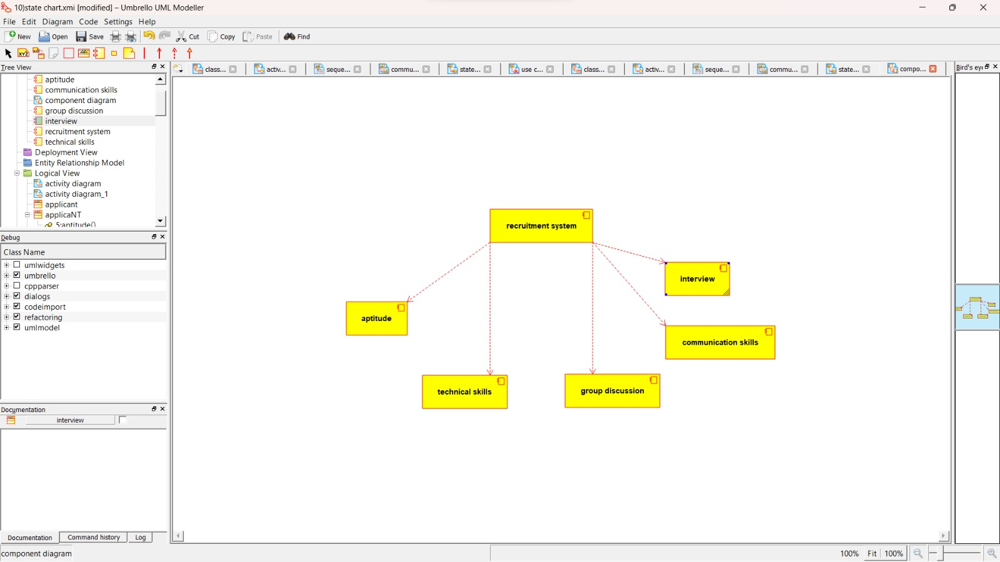 10)state chart.xmi [modified] – Umbrello UML Modeller
File Edit Diagram Code Settings Help
New Open Save Cut Copy Paste Find
XYZ
Tree View
class... activ... seque... commu... state... use c... class... activ... seque... commu... state... compo...
Bird's eye
aptitude
communication skills
component diagram
group discussion
interview
recruitment system
technical skills
Deployment View
Entity Relationship Model
Logical View
activity diagram
activity diagram_1
applicant
applicaNT
5:aptitude()
Debug
Class Name
umlwidgets
umbrello
cppparser
dialogs
codeimport
refactoring
umlmodel
Documentation
interview
Documentation Command history Log
recruitment system
interview
aptitude
communication skills
technical skills
group discussion
component diagram
100% Fit 100%